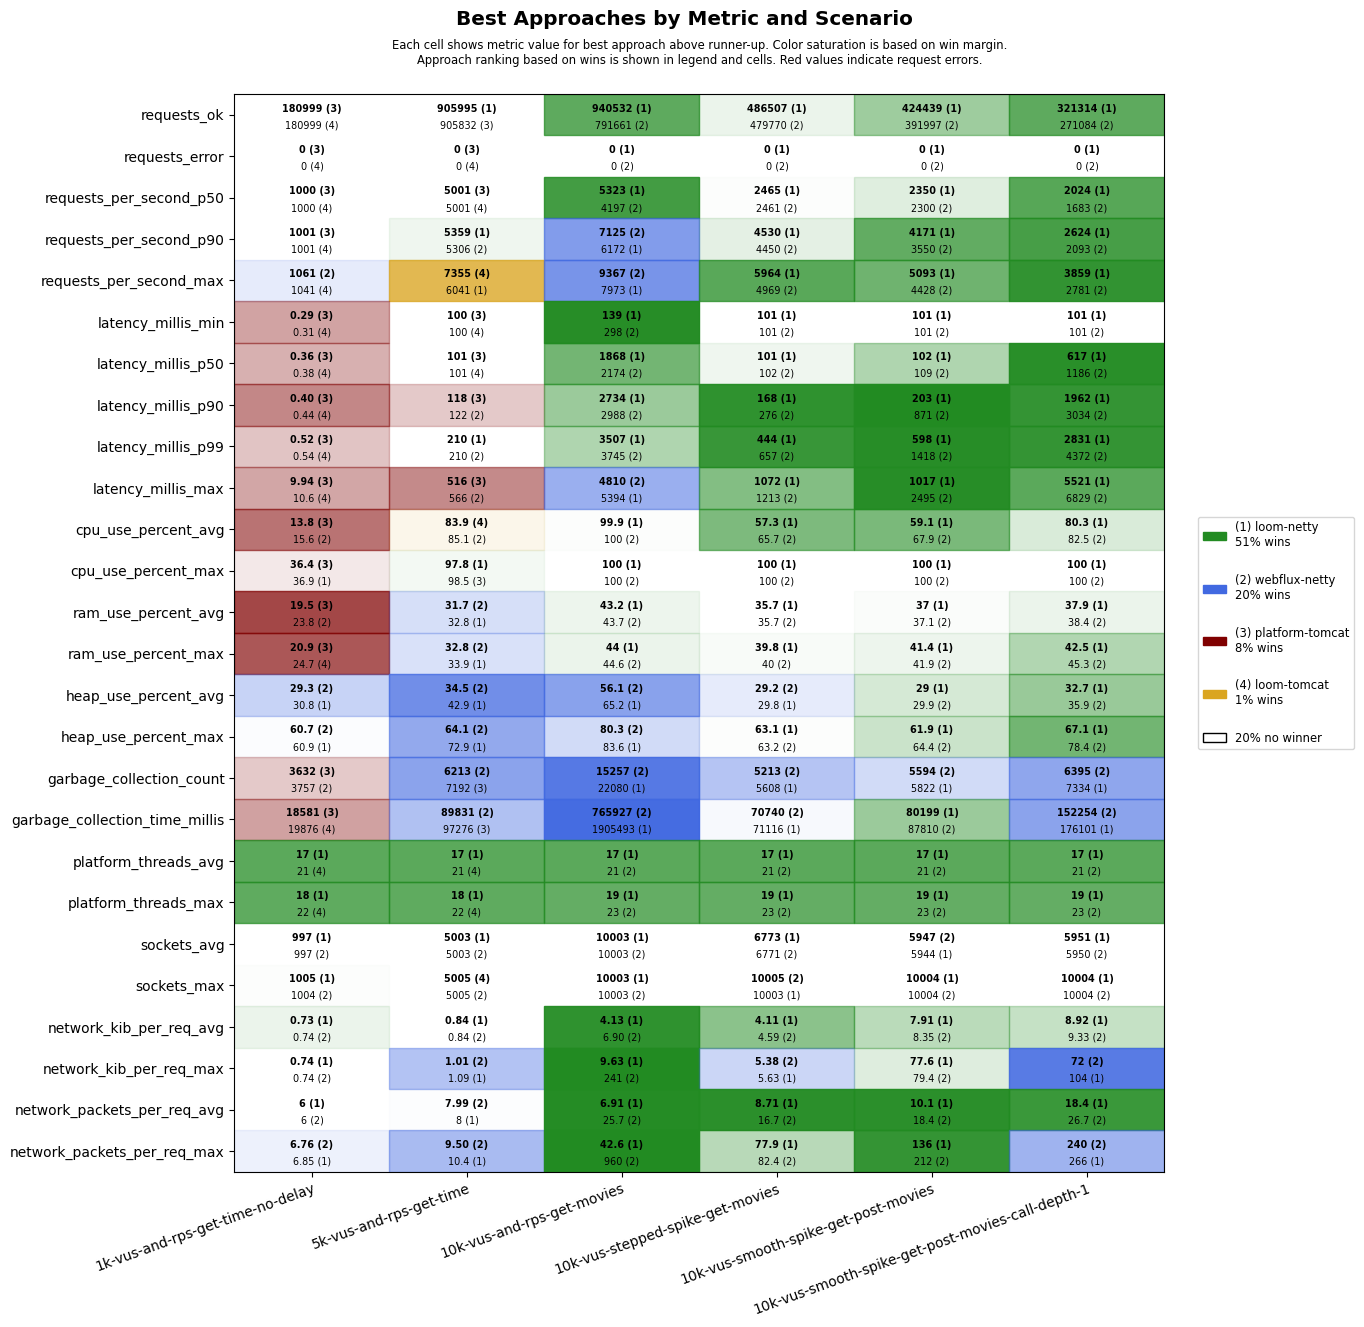 Best Approaches by Metric and Scenario
Each cell shows metric value for best approach above runner-up. Color saturation is based on win margin.
Approach ranking based on wins is shown in legend and cells. Red values indicate request errors.
requests_ok
180999 (3) 905995 (1) 940532 (1) 486507 (1) 424439 (1) 321314 (1)
180999 (4) 905832 (3) 791661 (2) 479770 (2) 391997 (2) 271084 (2)
requests_error
0 (3) 0 (3) 0 (1) 0 (1) 0 (1) 0 (1)
0 (4) 0 (4) 0 (2) 0 (2) 0 (2) 0 (2)
requests_per_second_p50
1000 (3) 5001 (3) 5323 (1) 2465 (1) 2350 (1) 2024 (1)
1000 (4) 5001 (4) 4197 (2) 2461 (2) 2300 (2) 1683 (2)
requests_per_second_p90
1001 (3) 5359 (1) 7125 (2) 4530 (1) 4171 (1) 2624 (1)
1001 (4) 5306 (2) 6172 (1) 4450 (2) 3550 (2) 2093 (2)
requests_per_second_max
1061 (2) 7355 (4) 9367 (2) 5964 (1) 5093 (1) 3859 (1)
1041 (4) 6041 (1) 7973 (1) 4969 (2) 4428 (2) 2781 (2)
latency_millis_min
0.29 (3) 100 (3) 139 (1) 101 (1) 101 (1) 101 (1)
0.31 (4) 100 (4) 298 (2) 101 (2) 101 (2) 101 (2)
latency_millis_p50
0.36 (3) 101 (3) 1868 (1) 101 (1) 102 (1) 617 (1)
0.38 (4) 101 (4) 2174 (2) 102 (2) 109 (2) 1186 (2)
latency_millis_p90
0.40 (3) 118 (3) 2734 (1) 168 (1) 203 (1) 1962 (1)
0.44 (4) 122 (2) 2988 (2) 276 (2) 871 (2) 3034 (2)
latency_millis_p99
0.52 (3) 210 (1) 3507 (1) 444 (1) 598 (1) 2831 (1)
0.54 (4) 210 (2) 3745 (2) 657 (2) 1418 (2) 4372 (2)
latency_millis_max
9.94 (3) 516 (3) 4810 (2) 1072 (1) 1017 (1) 5521 (1)
10.6 (4) 566 (2) 5394 (1) 1213 (2) 2495 (2) 6829 (2)
cpu_use_percent_avg
13.8 (3) 83.9 (4) 99.9 (1) 57.3 (1) 59.1 (1) 80.3 (1)
15.6 (2) 85.1 (2) 100 (2) 65.7 (2) 67.9 (2) 82.5 (2)
cpu_use_percent_max
36.4 (3) 97.8 (1) 100 (1) 100 (1) 100 (1) 100 (1)
36.9 (1) 98.5 (3) 100 (2) 100 (2) 100 (2) 100 (2)
ram_use_percent_avg
19.5 (3) 31.7 (2) 43.2 (1) 35.7 (1) 37 (1) 37.9 (1)
23.8 (2) 32.8 (1) 43.7 (2) 35.7 (2) 37.1 (2) 38.4 (2)
ram_use_percent_max
20.9 (3) 32.8 (2) 44 (1) 39.8 (1) 41.4 (1) 42.5 (1)
24.7 (4) 33.9 (1) 44.6 (2) 40 (2) 41.9 (2) 45.3 (2)
heap_use_percent_avg
29.3 (2) 34.5 (2) 56.1 (2) 29.2 (2) 29 (1) 32.7 (1)
30.8 (1) 42.9 (1) 65.2 (1) 29.8 (1) 29.9 (2) 35.9 (2)
heap_use_percent_max
60.7 (2) 64.1 (2) 80.3 (2) 63.1 (1) 61.9 (1) 67.1 (1)
60.9 (1) 72.9 (1) 83.6 (1) 63.2 (2) 64.4 (2) 78.4 (2)
garbage_collection_count
3632 (3) 6213 (2) 15257 (2) 5213 (2) 5594 (2) 6395 (2)
3757 (2) 7192 (3) 22080 (1) 5608 (1) 5822 (1) 7334 (1)
garbage_collection_time_millis
18581 (3) 89831 (2) 765927 (2) 70740 (2) 80199 (1) 152254 (2)
19876 (4) 97276 (3) 1905493 (1) 71116 (1) 87810 (2) 176101 (1)
platform_threads_avg
17 (1) 17 (1) 17 (1) 17 (1) 17 (1) 17 (1)
21 (4) 21 (4) 21 (2) 21 (2) 21 (2) 21 (2)
platform_threads_max
18 (1) 18 (1) 19 (1) 19 (1) 19 (1) 19 (1)
22 (4) 22 (4) 23 (2) 23 (2) 23 (2) 23 (2)
sockets_avg
997 (1) 5003 (1) 10003 (1) 6773 (1) 5947 (2) 5951 (1)
997 (2) 5003 (2) 10003 (2) 6771 (2) 5944 (1) 5950 (2)
sockets_max
1005 (1) 5005 (4) 10003 (1) 10005 (2) 10004 (1) 10004 (1)
1004 (2) 5005 (2) 10003 (2) 10003 (1) 10004 (2) 10004 (2)
network_kib_per_req_avg
0.73 (1) 0.84 (1) 4.13 (1) 4.11 (1) 7.91 (1) 8.92 (1)
0.74 (2) 0.84 (2) 6.90 (2) 4.59 (2) 8.35 (2) 9.33 (2)
network_kib_per_req_max
0.74 (1) 1.01 (2) 9.63 (1) 5.38 (2) 77.6 (1) 72 (2)
0.74 (2) 1.09 (1) 241 (2) 5.63 (1) 79.4 (2) 104 (1)
network_packets_per_req_avg
6 (1) 7.99 (2) 6.91 (1) 8.71 (1) 10.1 (1) 18.4 (1)
6 (2) 8 (1) 25.7 (2) 16.7 (2) 18.4 (2) 26.7 (2)
network_packets_per_req_max
6.76 (2) 9.50 (2) 42.6 (1) 77.9 (1) 136 (1) 240 (2)
6.85 (1) 10.4 (1) 960 (2) 82.4 (2) 212 (2) 266 (1)
1k-vus-and-rps-get-time-no-delay
5k-vus-and-rps-get-time
10k-vus-and-rps-get-movies
10k-vus-stepped-spike-get-movies
10k-vus-smooth-spike-get-post-movies
10k-vus-smooth-spike-get-post-movies-call-depth-1
(1) loom-netty
51% wins
(2) webflux-netty
20% wins
(3) platform-tomcat
8% wins
(4) loom-tomcat
1% wins
20% no winner